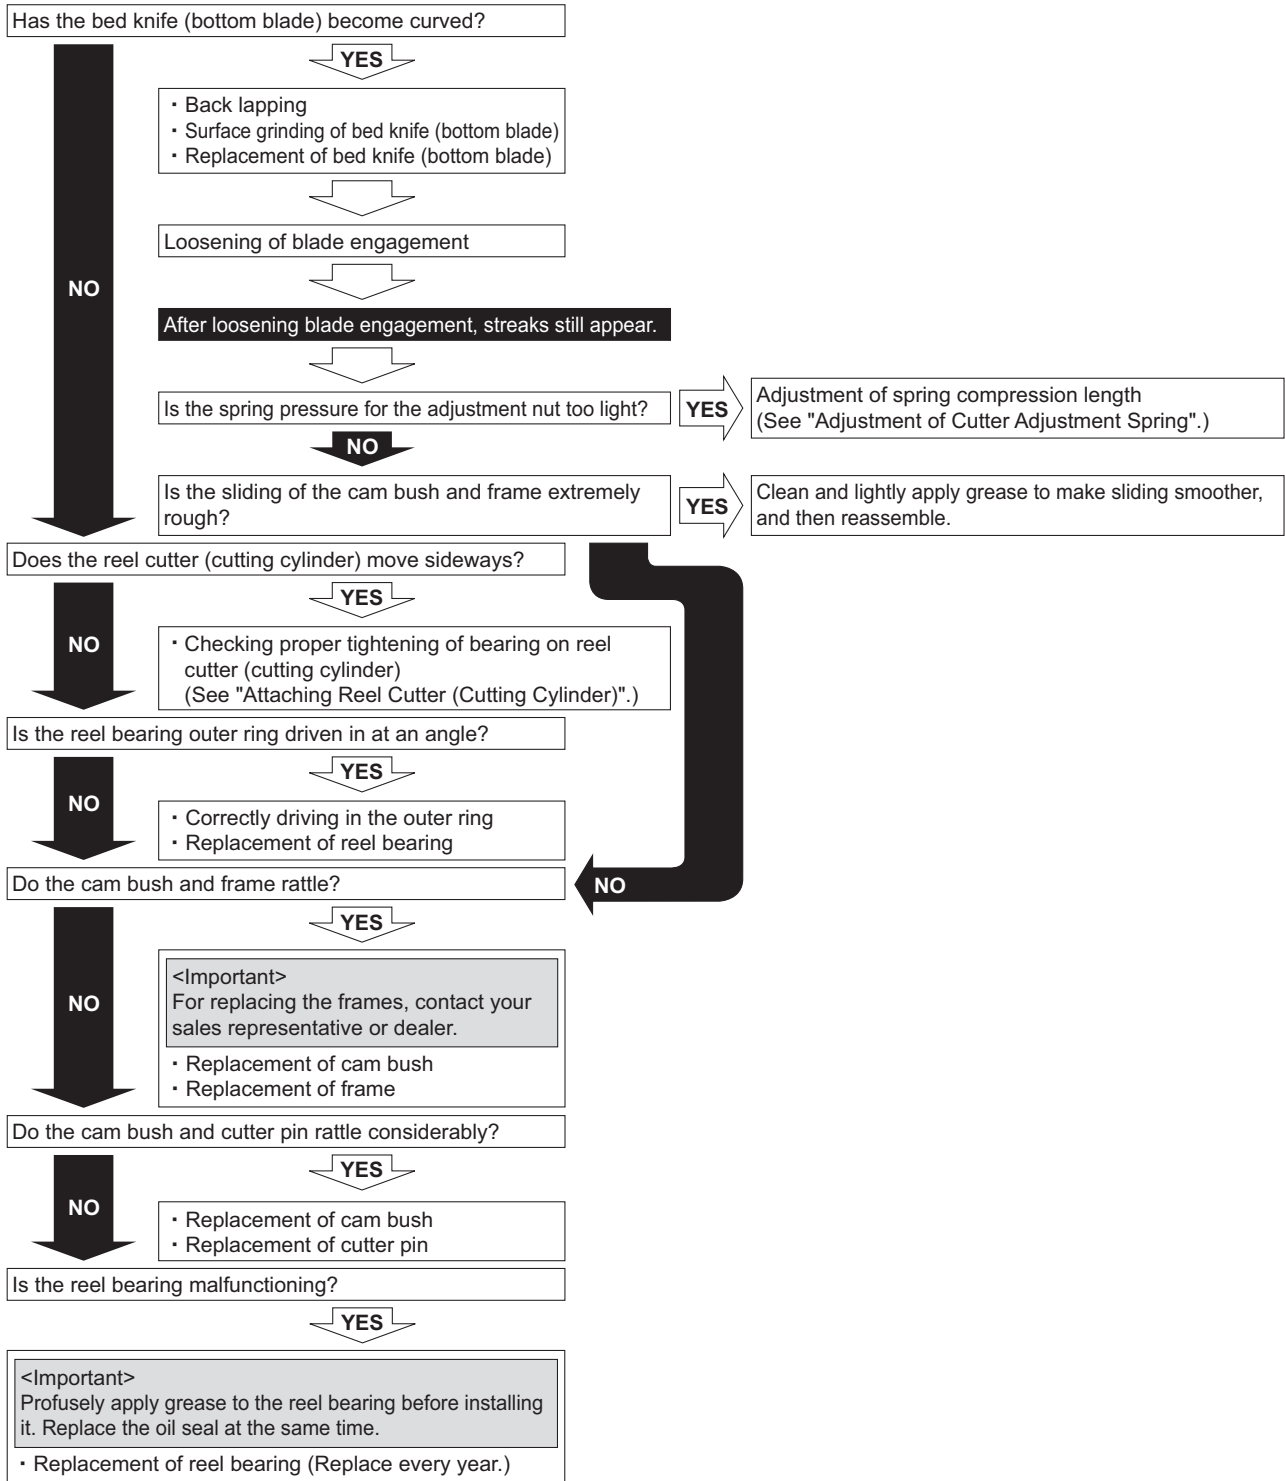 Has the bed knife (bottom blade) become curved?
YES
・Back lapping
・Surface grinding of bed knife (bottom blade)
・Replacement of bed knife (bottom blade)
Loosening of blade engagement
NO
After loosening blade engagement, streaks still appear.
Is the spring pressure for the adjustment nut too light?
YES
Adjustment of spring compression length
(See "Adjustment of Cutter Adjustment Spring".)
NO
Is the sliding of the cam bush and frame extremely
rough?
YES
Clean and lightly apply grease to make sliding smoother,
and then reassemble.
Does the reel cutter (cutting cylinder) move sideways?
YES
NO
・Checking proper tightening of bearing on reel
cutter (cutting cylinder)
(See "Attaching Reel Cutter (Cutting Cylinder)".)
Is the reel bearing outer ring driven in at an angle?
YES
NO
・Correctly driving in the outer ring
・Replacement of reel bearing
Do the cam bush and frame rattle?
NO
YES
NO
<Important>
For replacing the frames, contact your
sales representative or dealer.
・Replacement of cam bush
・Replacement of frame
Do the cam bush and cutter pin rattle considerably?
YES
NO
・Replacement of cam bush
・Replacement of cutter pin
Is the reel bearing malfunctioning?
YES
<Important>
Profusely apply grease to the reel bearing before installing
it. Replace the oil seal at the same time.
・Replacement of reel bearing (Replace every year.)